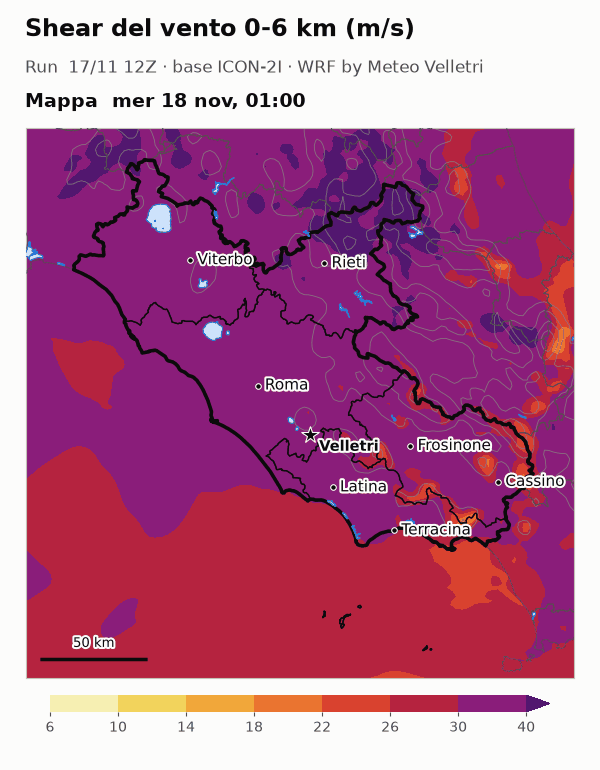 Shear del vento 0-6 km (m/s)
Run  17/11 12Z · base ICON-2I · WRF by Meteo Velletri
Mappa  mer 18 nov, 01:00
Viterbo
Rieti
Roma
Velletri
Frosinone
Cassino
Latina
Terracina
50 km
6 10 14 18 22 26 30 40